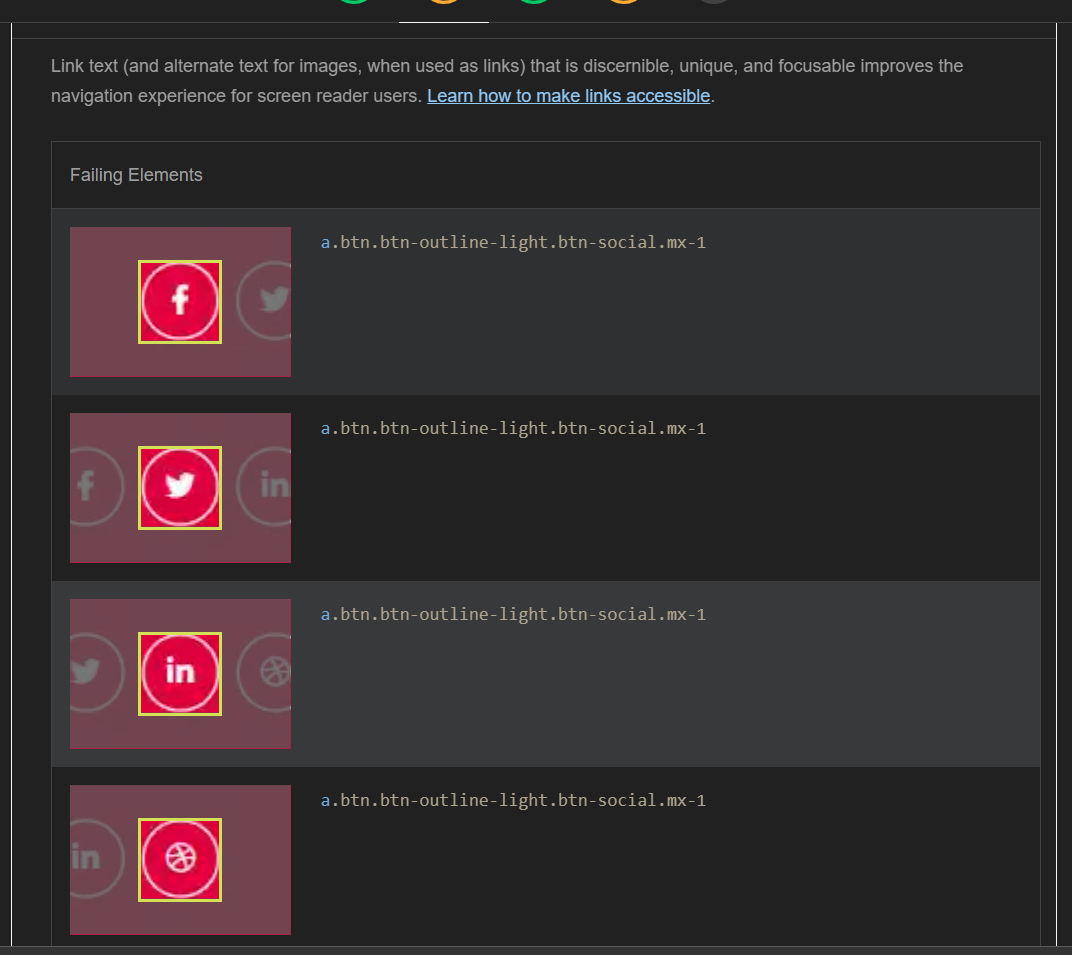 Link text (and alternate text for images, when used as links) that is discernible, unique, and focusable improves the
navigation experience for screen reader users. Learn how to make links accessible.
Failing Elements
a.btn.btn-outline-light.btn-social.mx-1
f
a.btn.btn-outline-light.btn-social.mx-1
f in
a.btn.btn-outline-light.btn-social.mx-1
in
a.btn.btn-outline-light.btn-social.mx-1
in